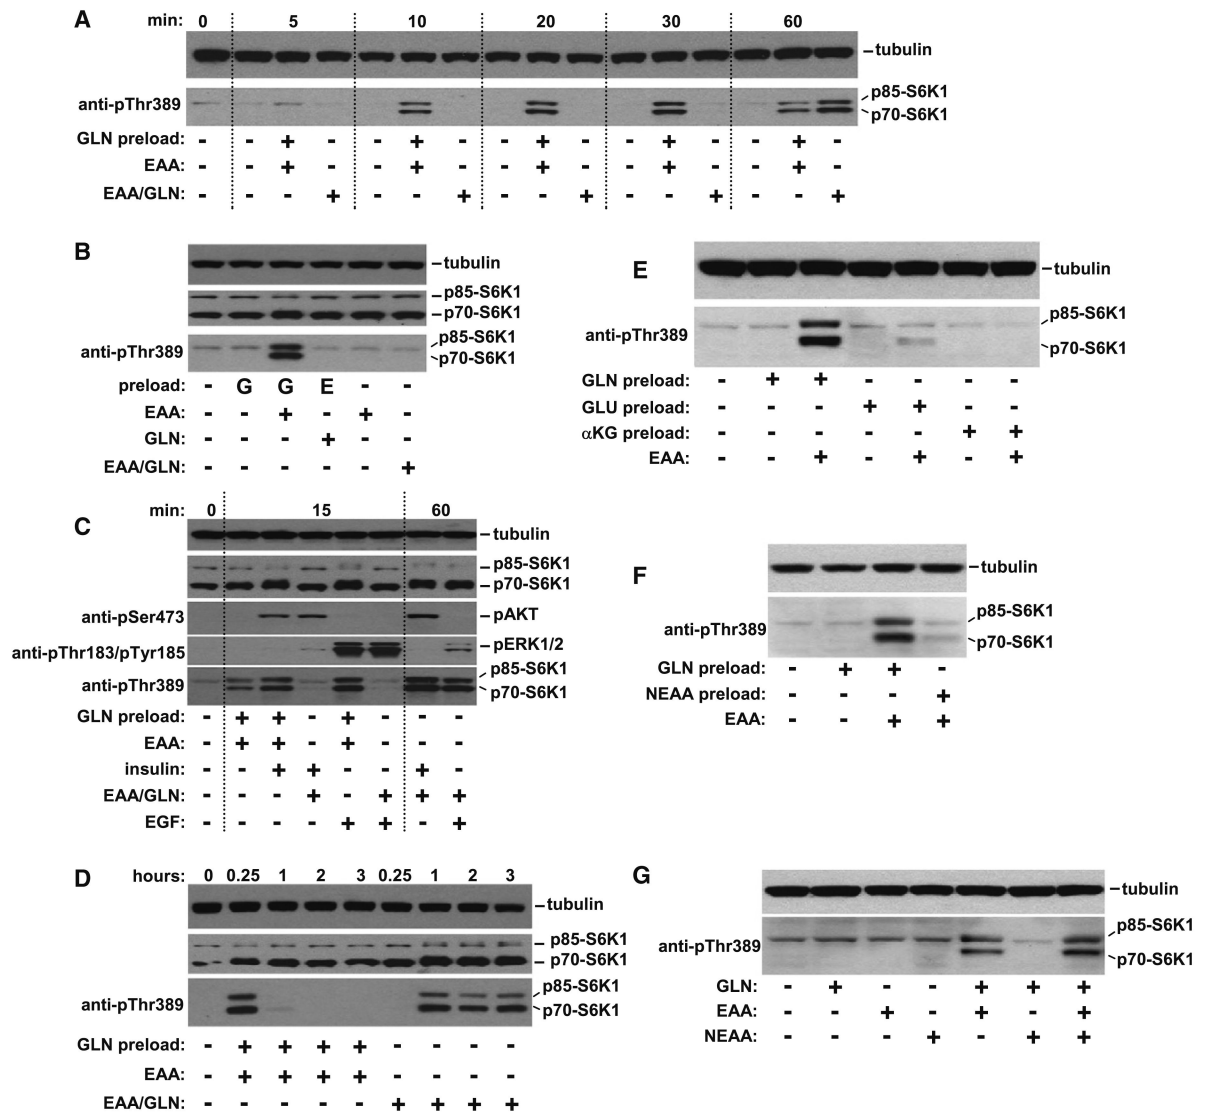 A
min: 0 5 10 20 30 60
tubulin
anti-pThr389
p85-S6K1
p70-S6K1
GLN preload: - - + - - + - - + - - + - - + -
EAA: - - + - - + - - + - - + - - + -
EAA/GLN: - - - + - - + - - + - - + - - +
B
tubulin
p85-S6K1
p70-S6K1
p85-S6K1
anti-pThr389
p70-S6K1
preload: - G G E - -
EAA: - - + - + -
GLN: - - - + - -
EAA/GLN: - - - - - +
C
min: 0 15 60
tubulin
p85-S6K1
p70-S6K1
anti-pSer473
pAKT
anti-pThr183/pTyr185
pERK1/2
p85-S6K1
anti-pThr389
p70-S6K1
GLN preload: - + + - + - - -
EAA: - + + - + - - -
insulin: - - + + - - + -
EAA/GLN: - - - + - + + +
EGF: - - - - + + - +
D
hours: 0 0.25 1 2 3 0.25 1 2 3
tubulin
p85-S6K1
p70-S6K1
p85-S6K1
anti-pThr389
p70-S6K1
GLN preload: - + + + + - - - -
EAA: - + + + + - - - -
EAA/GLN: - - - - - + + + +
E
tubulin
p85-S6K1
anti-pThr389
p70-S6K1
GLN preload: - + + - - - -
GLU preload: - - - + + - -
αKG preload: - - - - - + +
EAA: - - + - + - +
F
tubulin
p85-S6K1
anti-pThr389
p70-S6K1
GLN preload: - + + -
NEAA preload: - - - +
EAA: - - + +
G
tubulin
p85-S6K1
anti-pThr389
p70-S6K1
GLN: - + - - + + +
EAA: - - + - + - +
NEAA: - - - + - + +